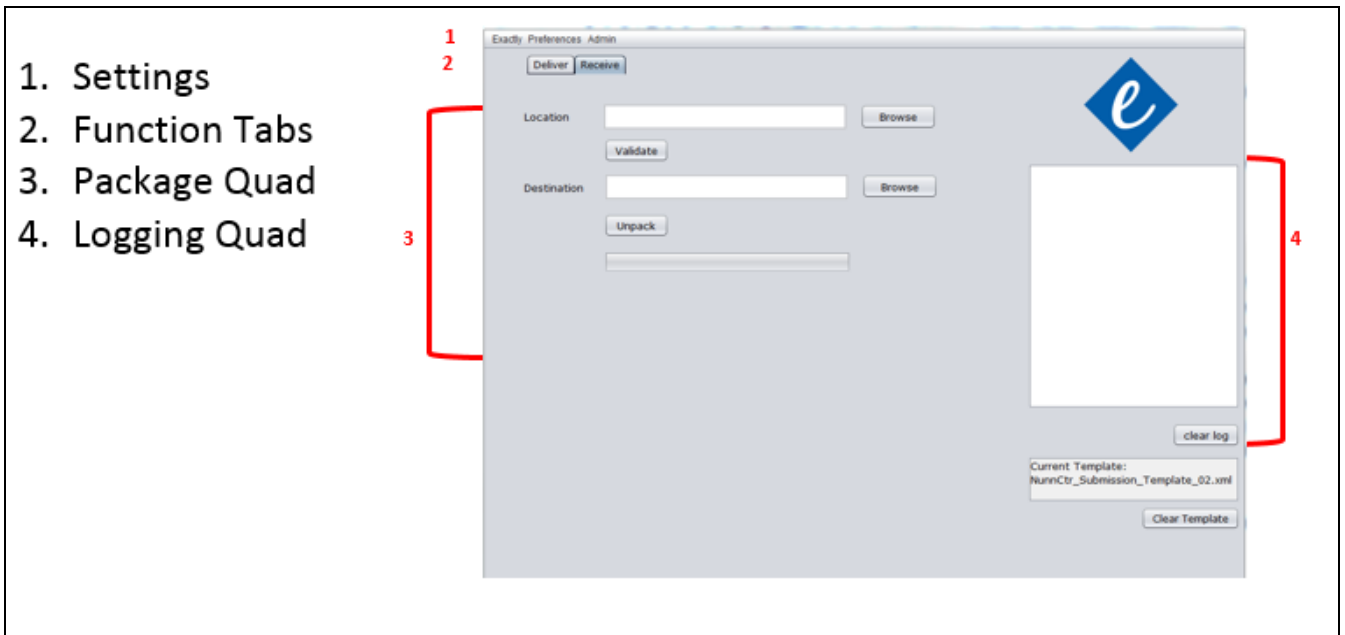 1. Settings
2. Function Tabs
3. Package Quad
4. Logging Quad
1
Exactly Preferences Admin
2
Deliver Receive
Location Browse
Validate
Destination Browse
Unpack
3
e
4
clear log
Current Template:
NunnCtr_Submission_Template_02.xml
Clear Template